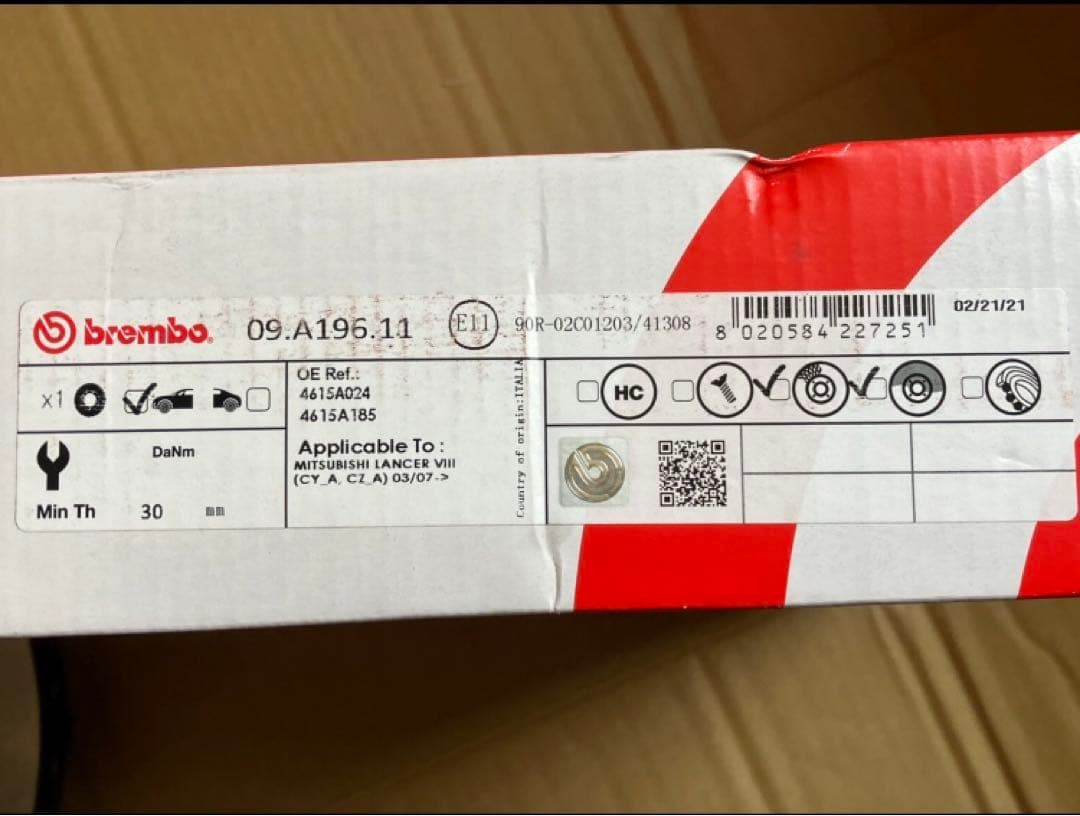 brembo.
09.A196.11
E11
90R-02C01203/41308
8 020584 227251
02/21/21
x1
OE Ref.:
4615A024
4615A185
Applicable To :
MITSUBISHI LANCER VIII
(CY_A, CZ_A) 03/07->
Country of origin:ITALIA
HC
DaNm
Min Th 30 mm